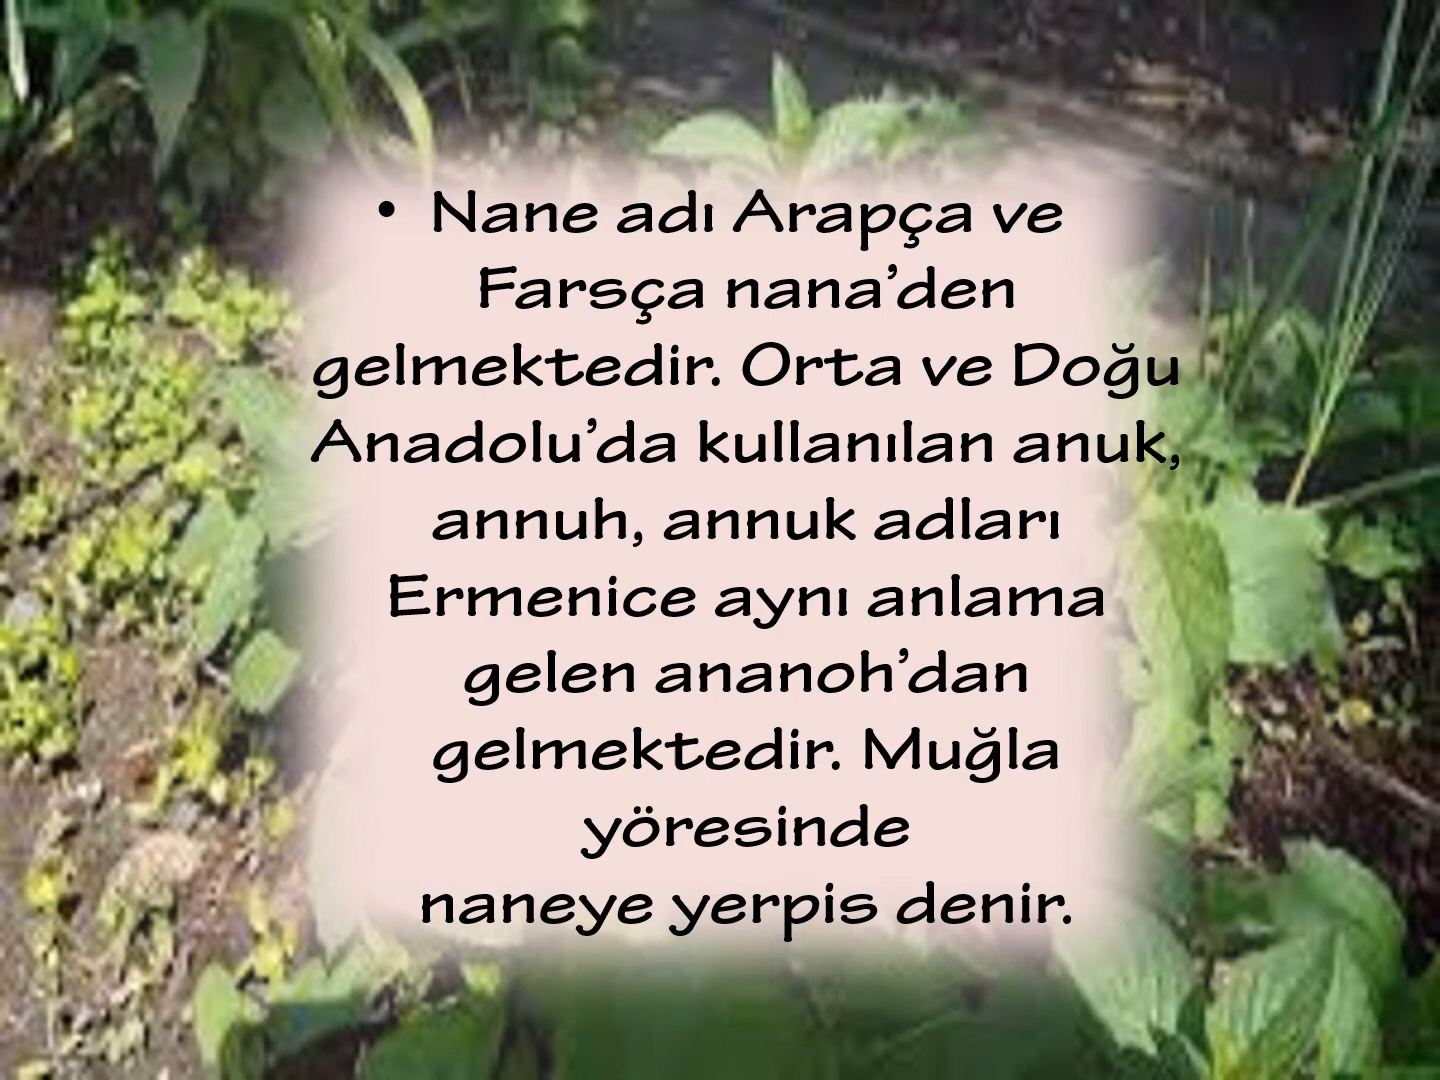 • Nane adı Arapça ve
Farsça nana’den
gelmektedir. Orta ve Doğu
Anadolu’da kullanılan anuk,
annuh, annuk adları
Ermenice aynı anlama
gelen ananoh’dan
gelmektedir. Muğla
yöresinde
naneye yerpis denir.